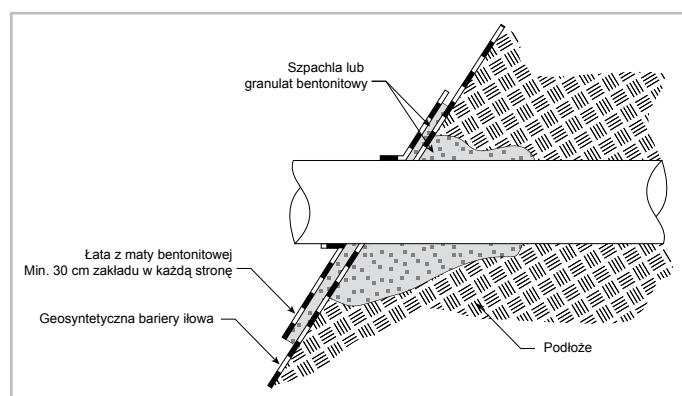 Szpachla lub
granulat bentonitowy
Łata z maty bentonitowej
Min. 30 cm zakładu w każdą stronę
Geosyntetyczna bariery iłowa
Podłoże